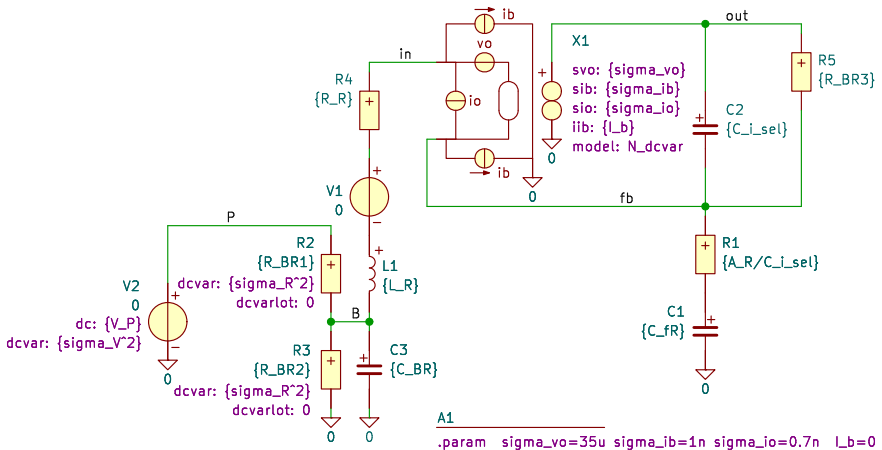 ib
out
vo
X1
in
R5
{R_BR3}
svo: {sigma_vo}
sib: {sigma_ib}
sio: {sigma_io}
iib: {I_b}
model: N_dcvar
R4
{R_R}
io
C2
{C_i_sel}
0
ib
0
V1
0
fb
P
R2
{R_BR1}
dcvar: {sigma_R^2}
dcvarlot: 0
L1
{L_R}
R1
{A_R/C_i_sel}
V2
0
dc: {V_P}
dcvar: {sigma_V^2}
0
B
C1
{C_fR}
0
R3
{R_BR2}
dcvar: {sigma_R^2}
dcvarlot: 0
C3
{C_BR}
0
0
A1
.param sigma_vo=35u sigma_ib=1n sigma_io=0.7n I_b=0